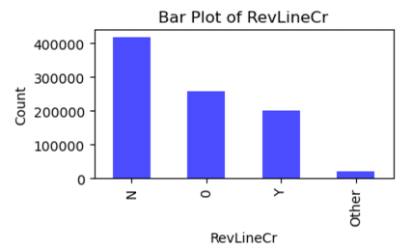 Bar Plot of RevLineCr
400000
300000
200000
100000
0
Count
N
0
Y
Other
RevLineCr